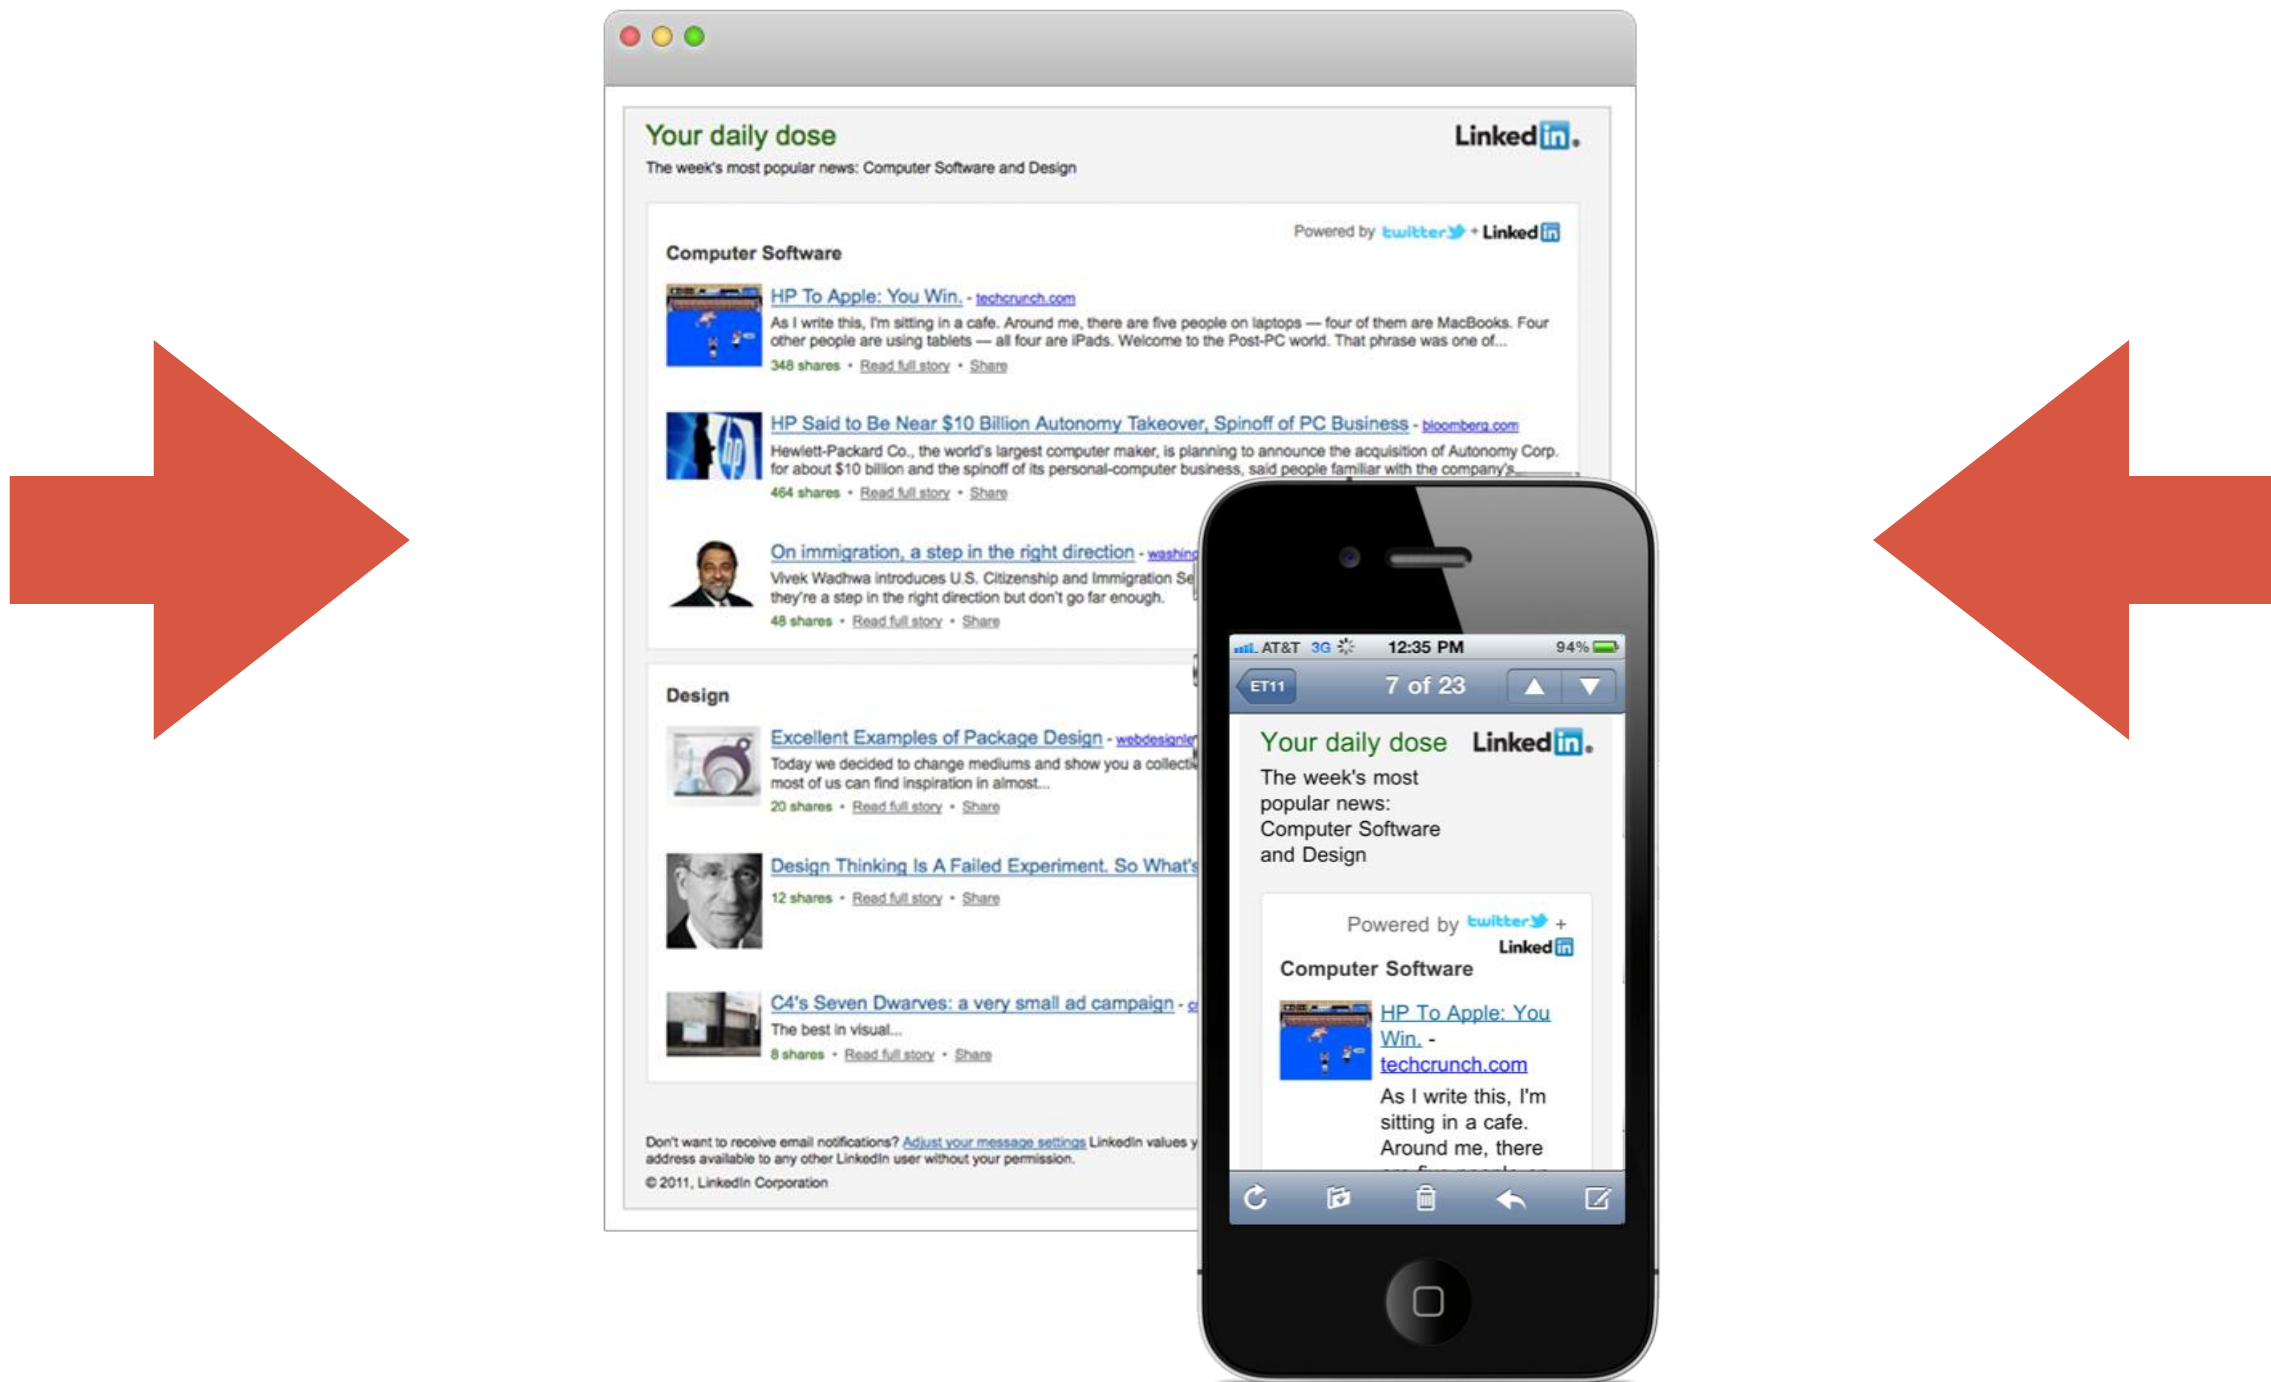 Your daily dose
Linked in.
The week's most popular news: Computer Software and Design
Powered by twitter + Linked in
Computer Software
HP To Apple: You Win. - techcrunch.com
As I write this, I'm sitting in a cafe. Around me, there are five people on laptops — four of them are MacBooks. Four
other people are using tablets — all four are iPads. Welcome to the Post-PC world. That phrase was one of...
348 shares • Read full story • Share
HP Said to Be Near $10 Billion Autonomy Takeover, Spinoff of PC Business - bloomberg.com
Hewlett-Packard Co., the world's largest computer maker, is planning to announce the acquisition of Autonomy Corp.
for about $10 billion and the spinoff of its personal-computer business, said people familiar with the company's
464 shares • Read full story • Share
On immigration, a step in the right direction -
Vivek Wadhwa introduces U.S. Citizenship and Immigration
they're a step in the right direction but don't go far enough.
48 shares • Read full story • Share
Design
Excellent Examples of Package Design -
Today we decided to change mediums and show you a
most of us can find inspiration in almost...
20 shares • Read full story • Share
Design Thinking Is A Failed Experiment. So What's
12 shares • Read full story • Share
C4's Seven Dwarves: a very small ad campaign -
The best in visual...
8 shares • Read full story • Share
Don't want to receive email notifications? Adjust your message settings LinkedIn values
address available to any other LinkedIn user without your permission.
© 2011, LinkedIn Corporation
hp
AT&T 3G 12:35 PM 94%
ET11 7 of 23
Your daily dose Linked in.
The week's most
popular news:
Computer Software
and Design
Powered by twitter +
Linked in
Computer Software
HP To Apple: You
Win. -
techcrunch.com
As I write this, I'm
sitting in a cafe.
Around me, there